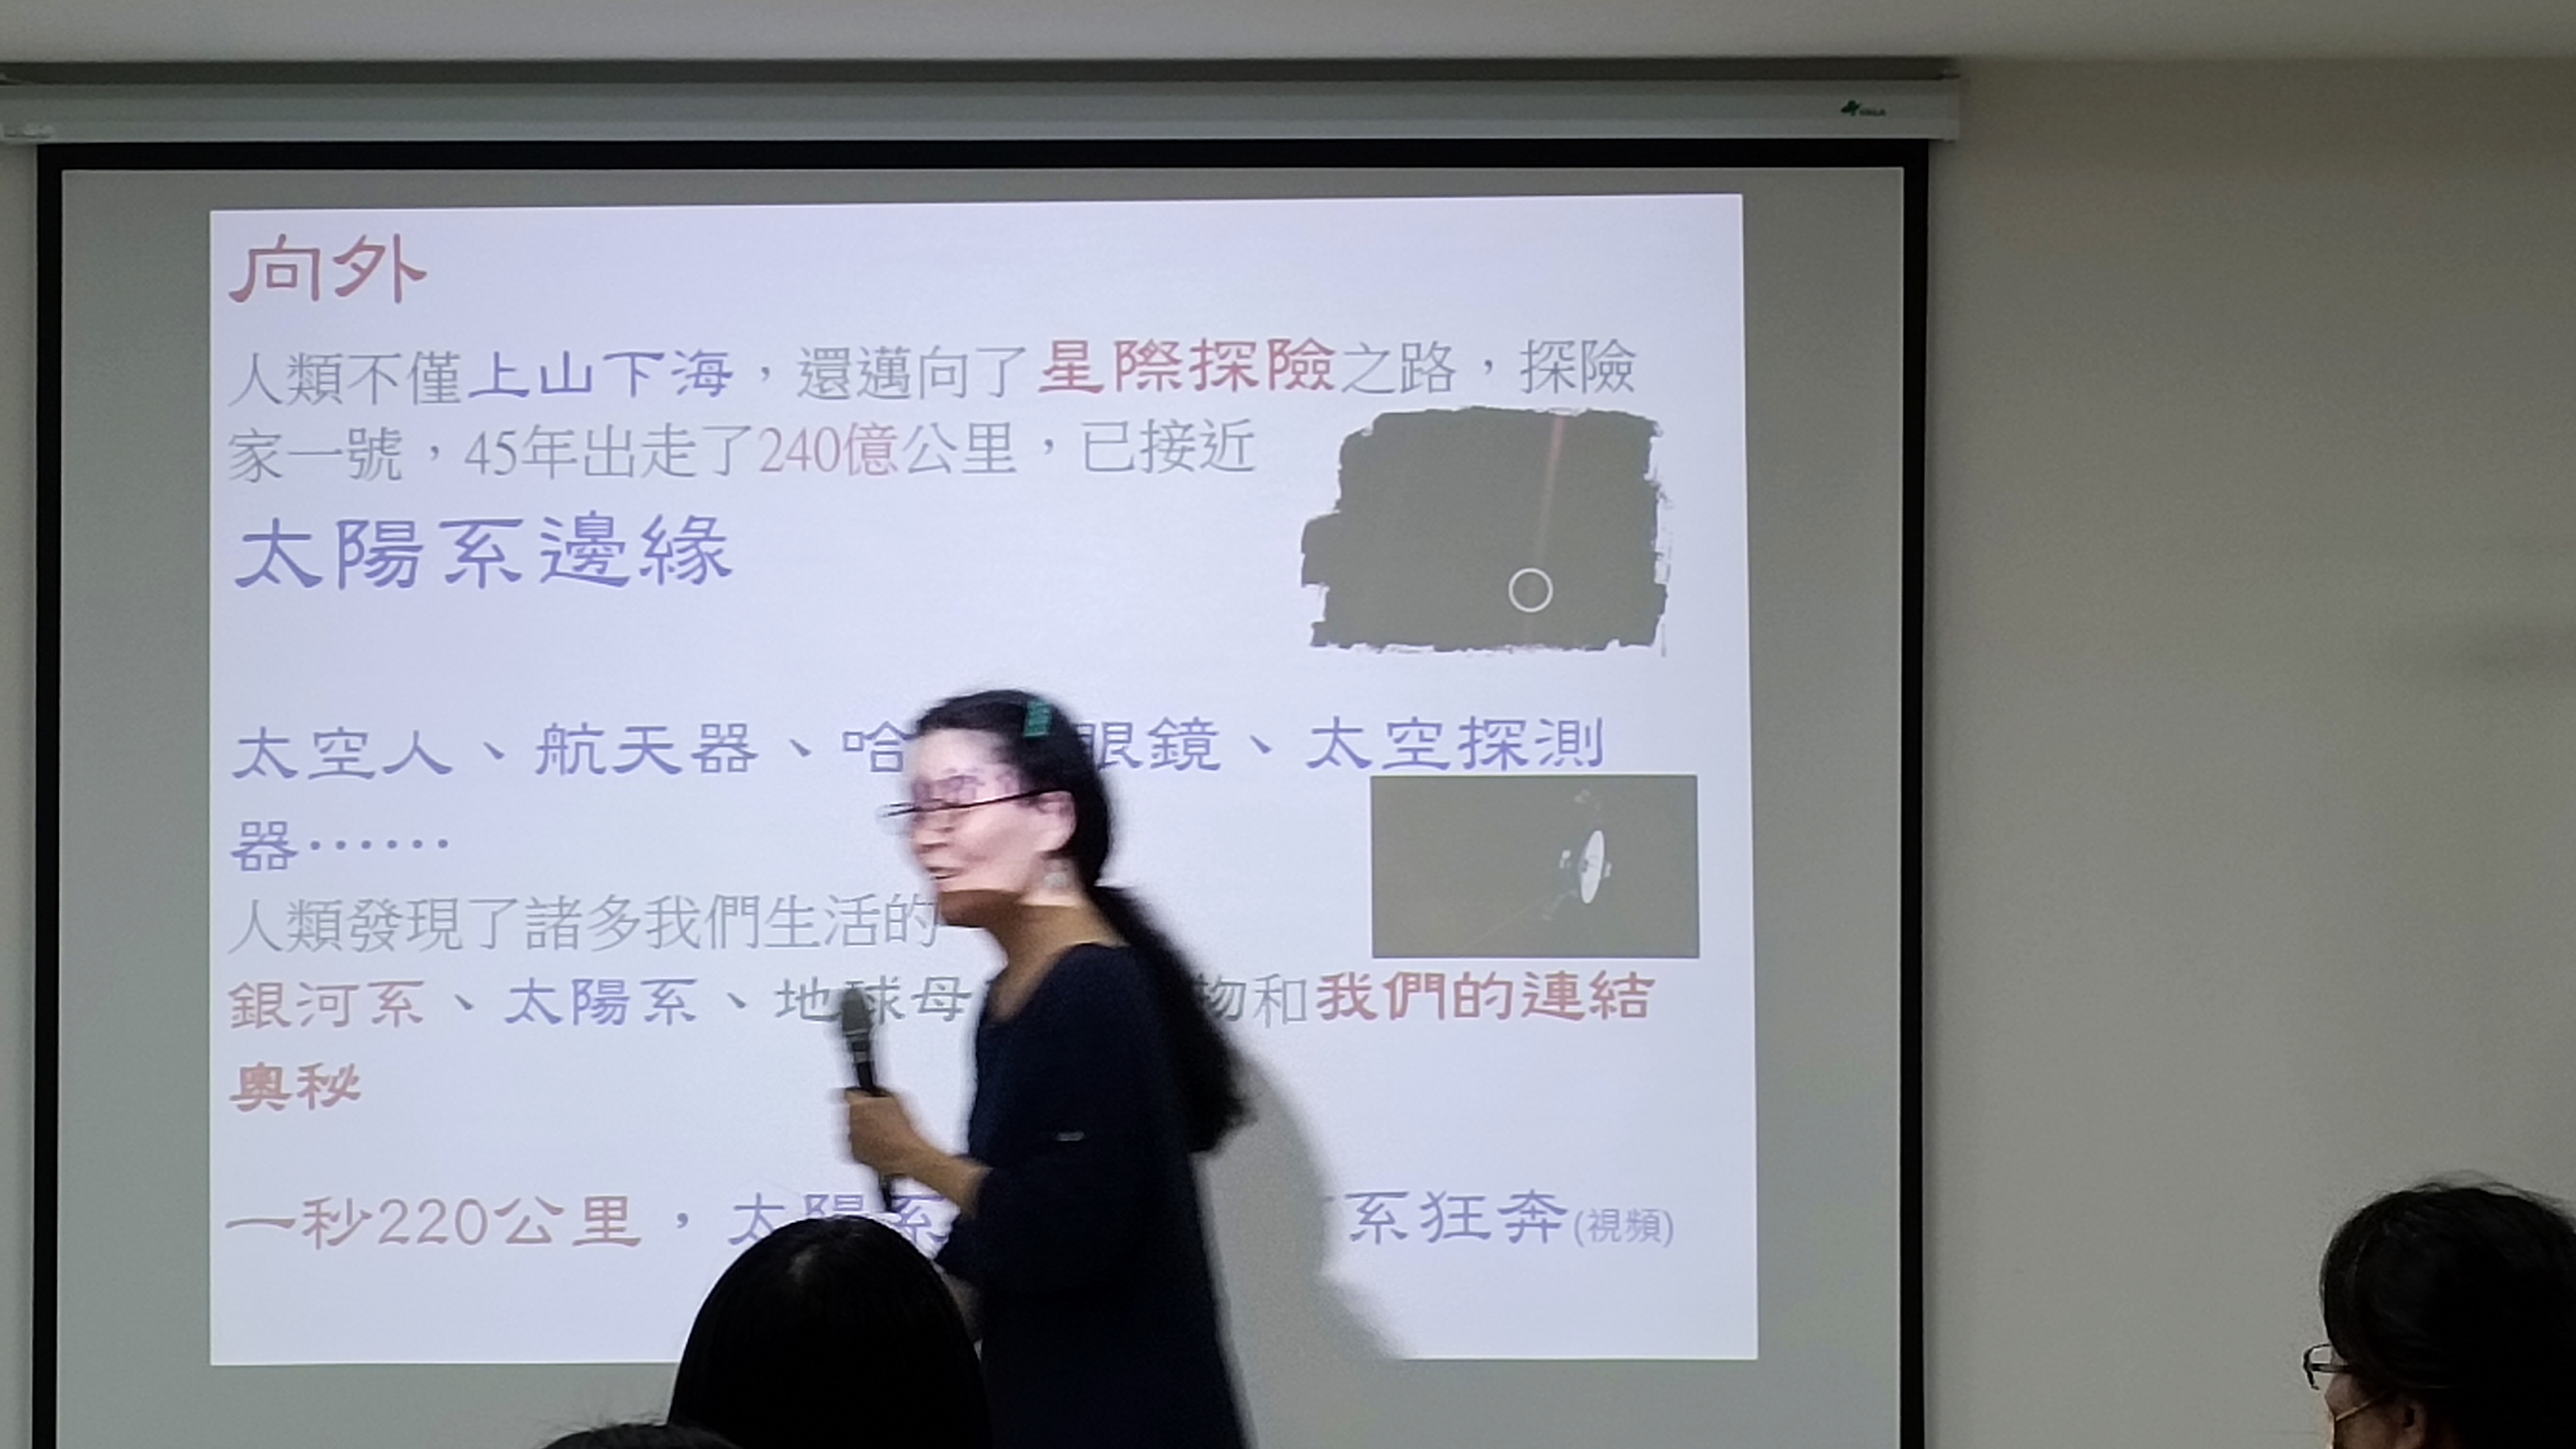 向外
人類不僅上山下海，還邁向了星際探險之路，探險
家一號，45年出走了240億公里，已接近
太陽系邊緣
太空人、航天器、哈 眼鏡、太空探測
器……
人類發現了諸多我們生活的
銀河系、太陽系、地球母 物和我們的連結
奧秘
一秒220公里，太陽系 系狂奔(視頻)